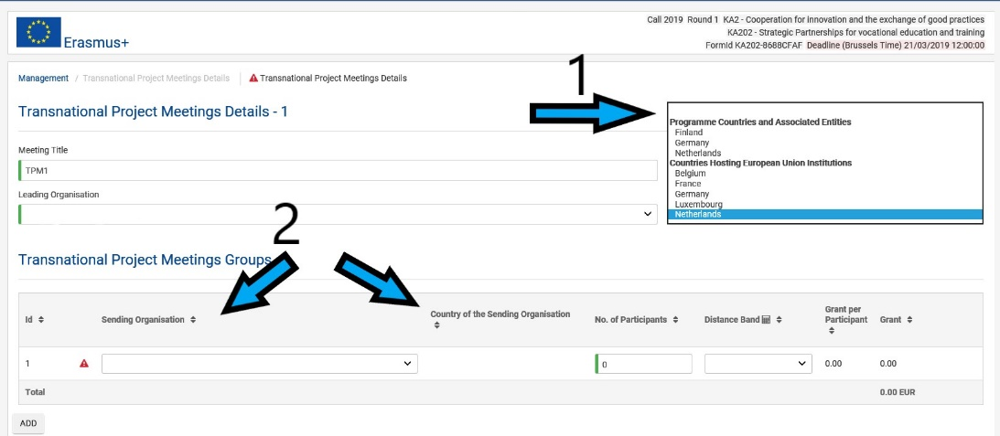 Call 2019 Round 1 KA2 - Cooperation for innovation and the exchange of good practices
KA202 - Strategic Partnerships for vocational education and training
FormId KA202-8688CFAF Deadline (Brussels Time) 21/03/2019 12:00:00
Erasmus+
Management / Transnational Project Meetings Details | Transnational Project Meetings Details
1
Transnational Project Meetings Details - 1
Programme Countries and Associated Entities
Finland
Germany
Netherlands
Countries Hosting European Union Institutions
Belgium
France
Germany
Luxembourg
Netherlands
Meeting Title
TPM1
Leading Organisation
2
Transnational Project Meetings Groups
Id Sending Organisation Country of the Sending Organisation No. of Participants Distance Band Grant per Participant Grant
1 0 0.00 0.00
Total 0.00 EUR
ADD